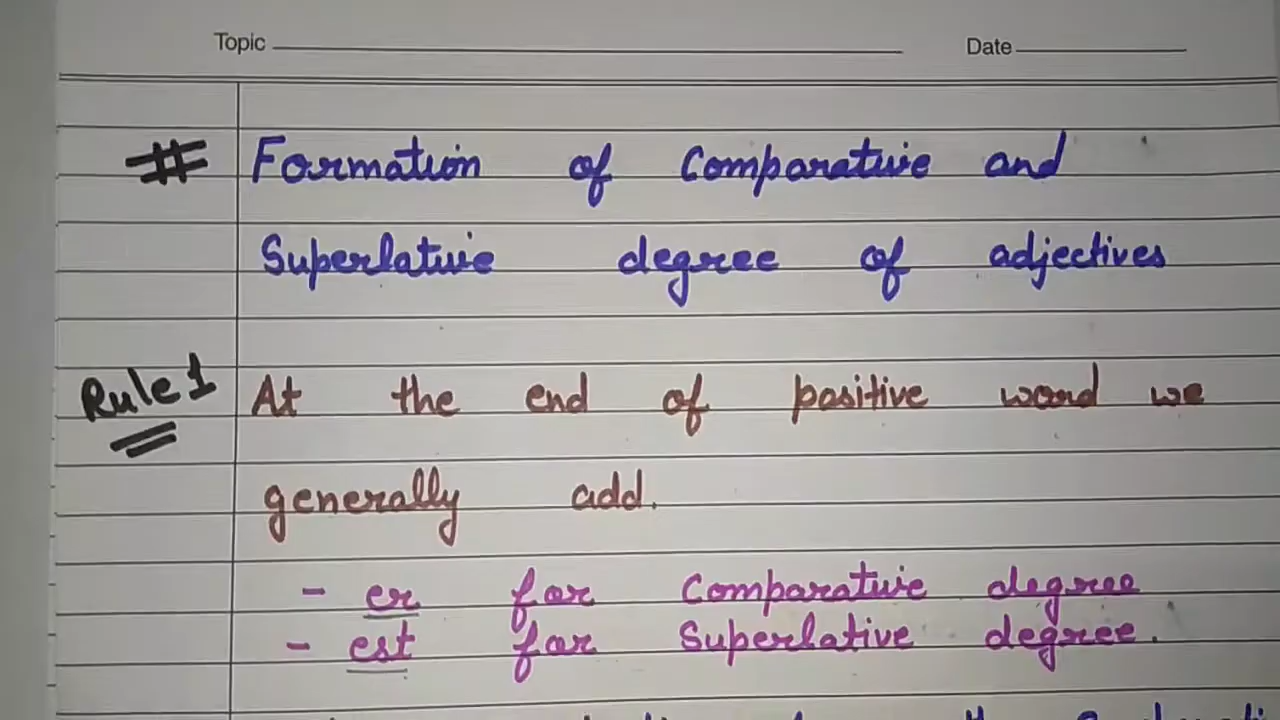 Topic Date
# Formation of Comparative and
Superlative degree of adjectives
Rule 1 At the end of positive word we
generally add.
- er for Comparative degree
- est for Superlative degree.